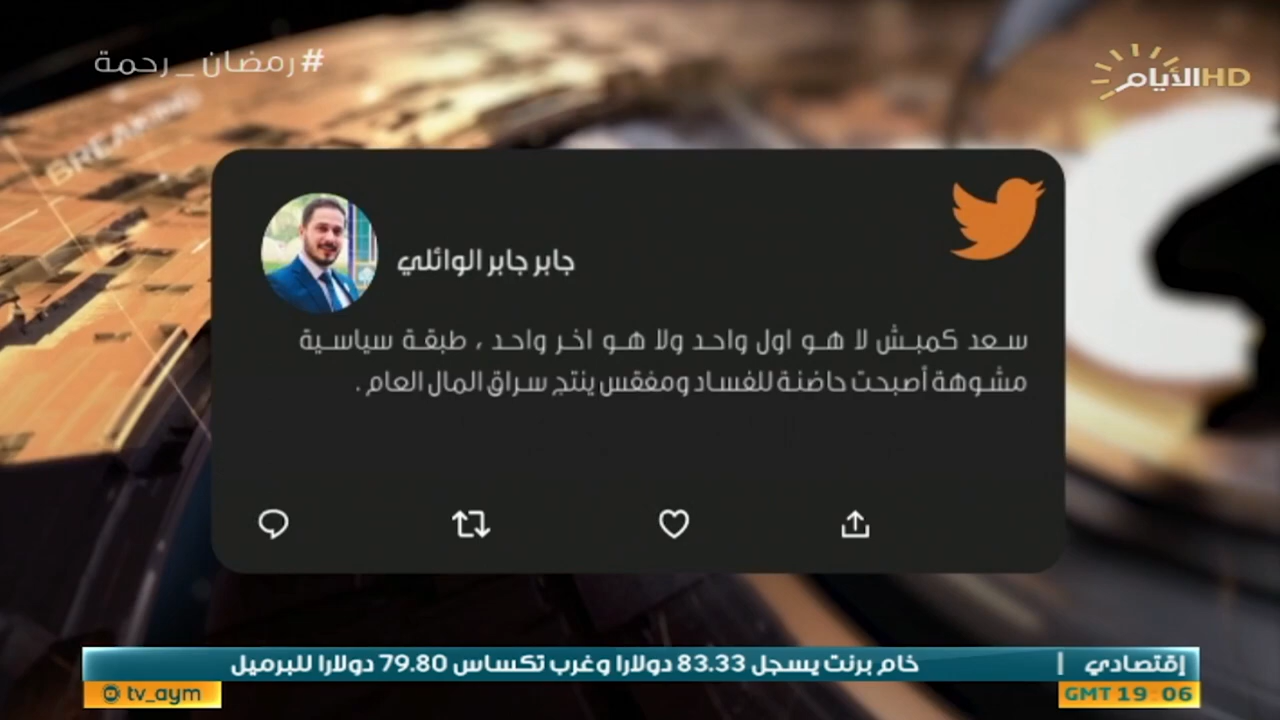 #رمضان_رحمة
الأيام HD
BREAKING
جابر جابر الوائلي
سعد كمبش لا هو اول واحد ولا هو اخر واحد ، طبقة سياسية
مشوهة أصبحت حاضنة للفساد ومفقس ينتج سراق المال العام .
إقتصادي | خام برنت يسجل 83.33 دولارا وغرب تكساس 79.80 دولارا للبرميل
tv_aym
GMT 19 06